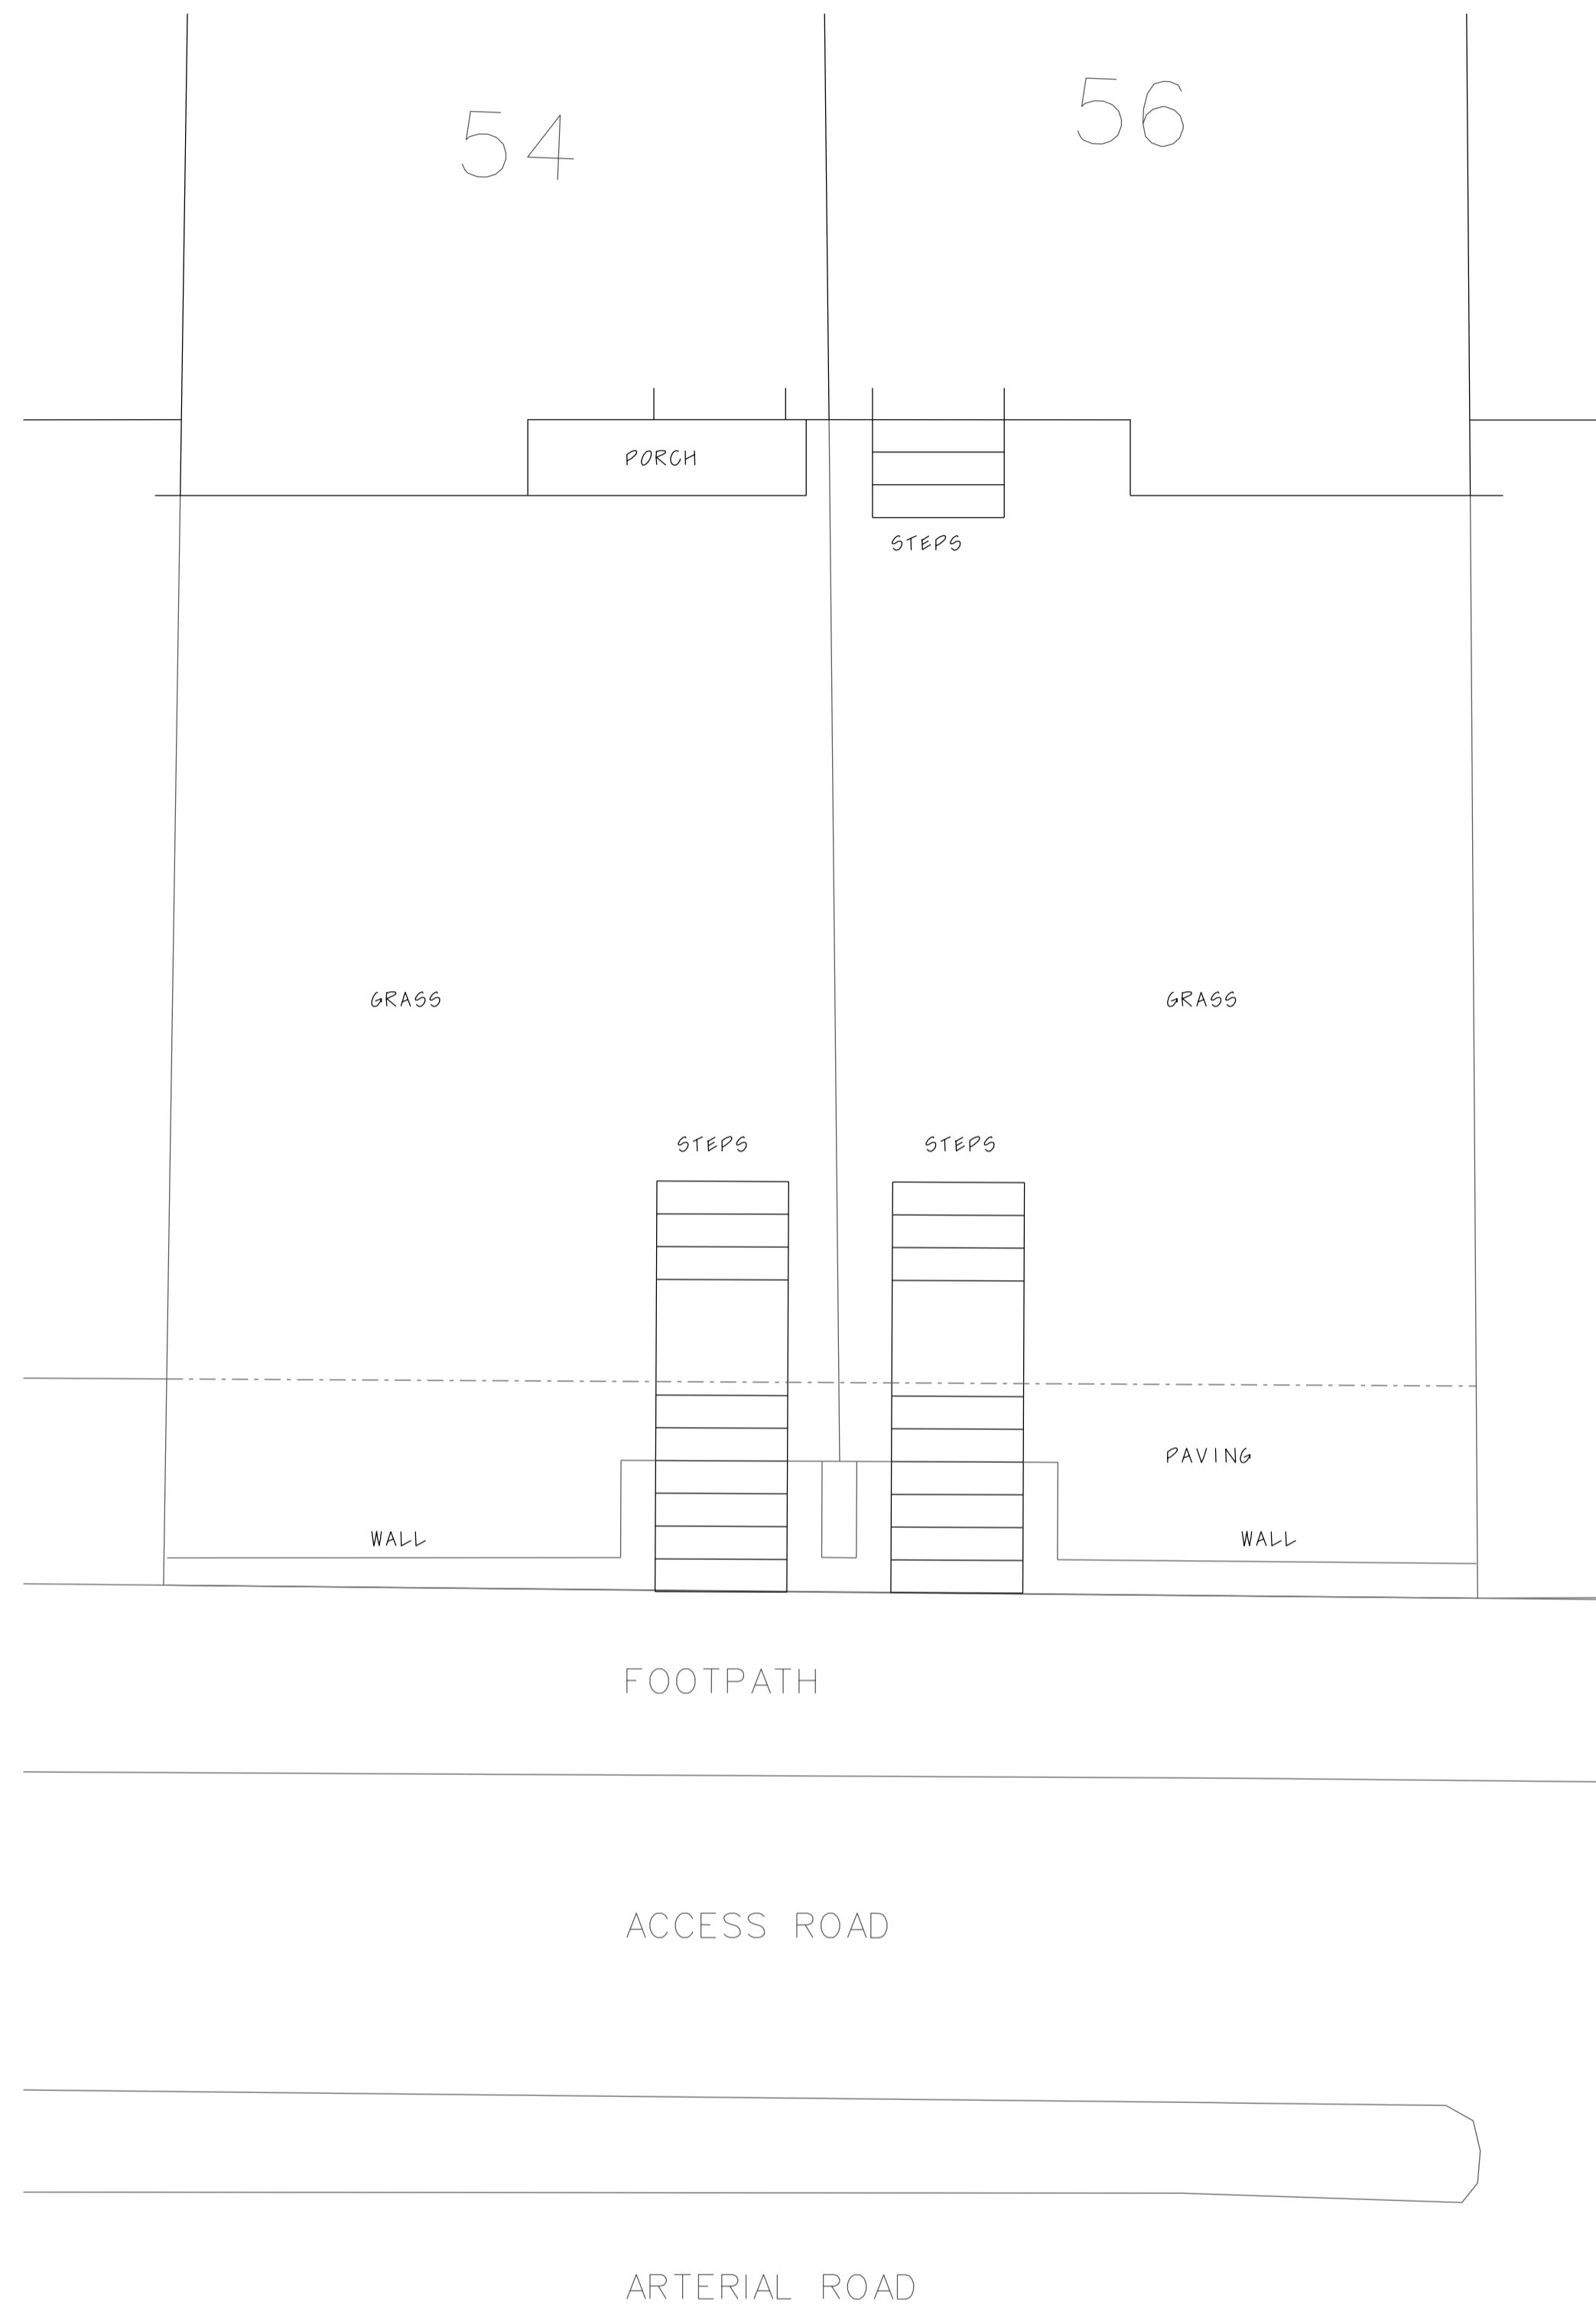 54
56
PORCH
STEPS
GRASS
GRASS
STEPS
STEPS
PAVING
WALL
WALL
FOOTPATH
ACCESS ROAD
ARTERIAL ROAD